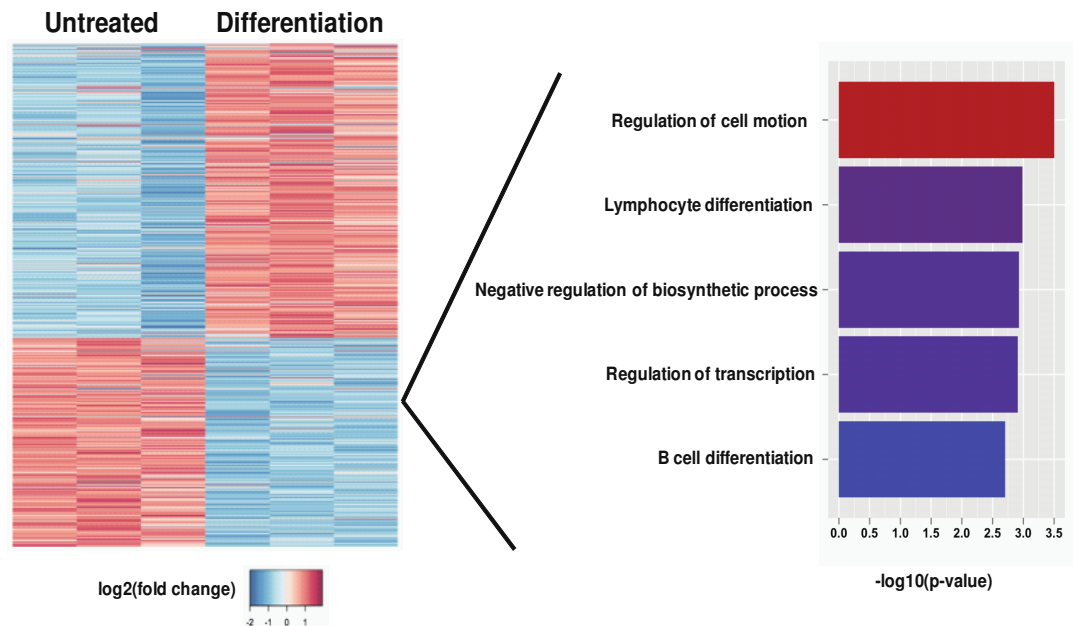 Untreated Differentiation
Regulation of cell motion
Lymphocyte differentiation
Negative regulation of biosynthetic process
Regulation of transcription
B cell differentiation
0.0 0.5 1.0 1.5 2.0 2.5 3.0 3.5
-log10(p-value)
log2(fold change)
-2 -1 0 1